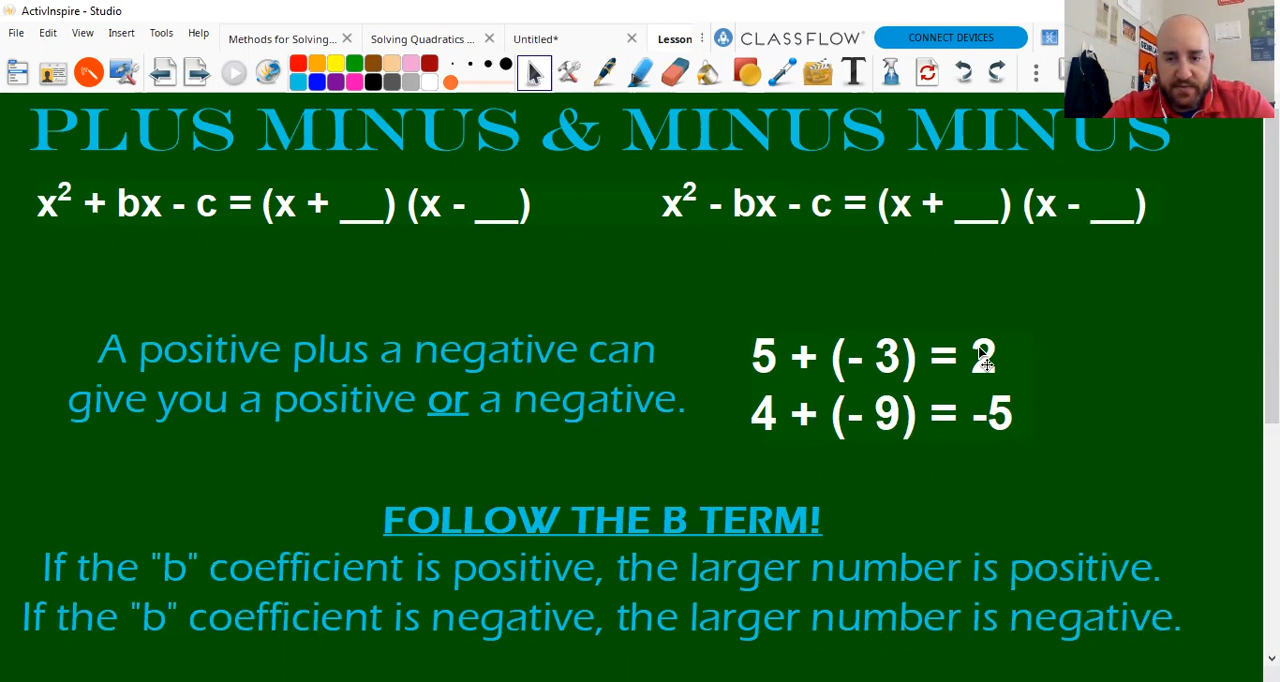 ActivInspire - Studio
File Edit View Insert Tools Help
Methods for Solving... Solving Quadratics ... Untitled* Lesson CLASSFLOW CONNECT DEVICES
PLUS MINUS & MINUS MINUS
x² + bx - c = (x + __) (x - __) x² - bx - c = (x + __) (x - __)
A positive plus a negative can
give you a positive or a negative.
5 + (- 3) = 2
4 + (- 9) = -5
FOLLOW THE B TERM!
If the "b" coefficient is positive, the larger number is positive.
If the "b" coefficient is negative, the larger number is negative.